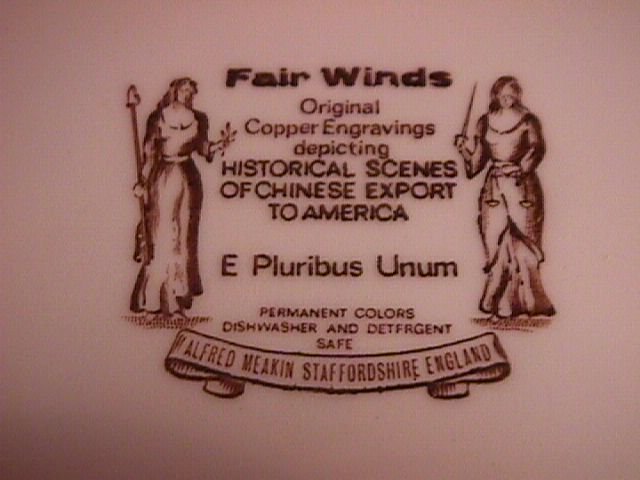 Fair Winds
Original
Copper Engravings
depicting
HISTORICAL SCENES
OF CHINESE EXPORT
TO AMERICA
E Pluribus Unum
PERMANENT COLORS
DISHWASHER AND DETERGENT
SAFE
ALFRED MEAKIN STAFFORDSHIRE ENGLAND